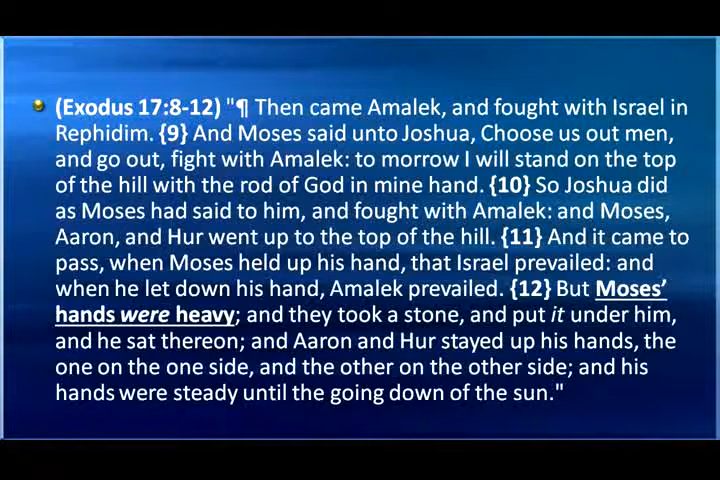 (Exodus 17:8-12) "¶ Then came Amalek, and fought with Israel in
Rephidim. {9} And Moses said unto Joshua, Choose us out men,
and go out, fight with Amalek: to morrow I will stand on the top
of the hill with the rod of God in mine hand. {10} So Joshua did
as Moses had said to him, and fought with Amalek: and Moses,
Aaron, and Hur went up to the top of the hill. {11} And it came to
pass, when Moses held up his hand, that Israel prevailed: and
when he let down his hand, Amalek prevailed. {12} But Moses’
hands were heavy; and they took a stone, and put it under him,
and he sat thereon; and Aaron and Hur stayed up his hands, the
one on the one side, and the other on the other side; and his
hands were steady until the going down of the sun."